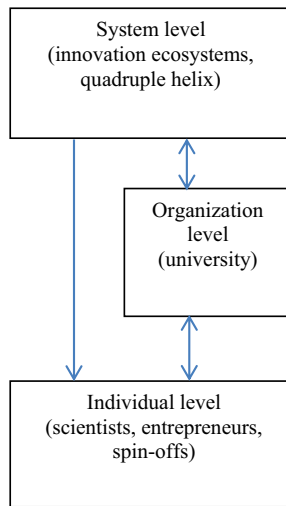 System level
(innovation ecosystems,
quadruple helix)
Organization
level
(university)
Individual level
(scientists, entrepreneurs,
spin-offs)